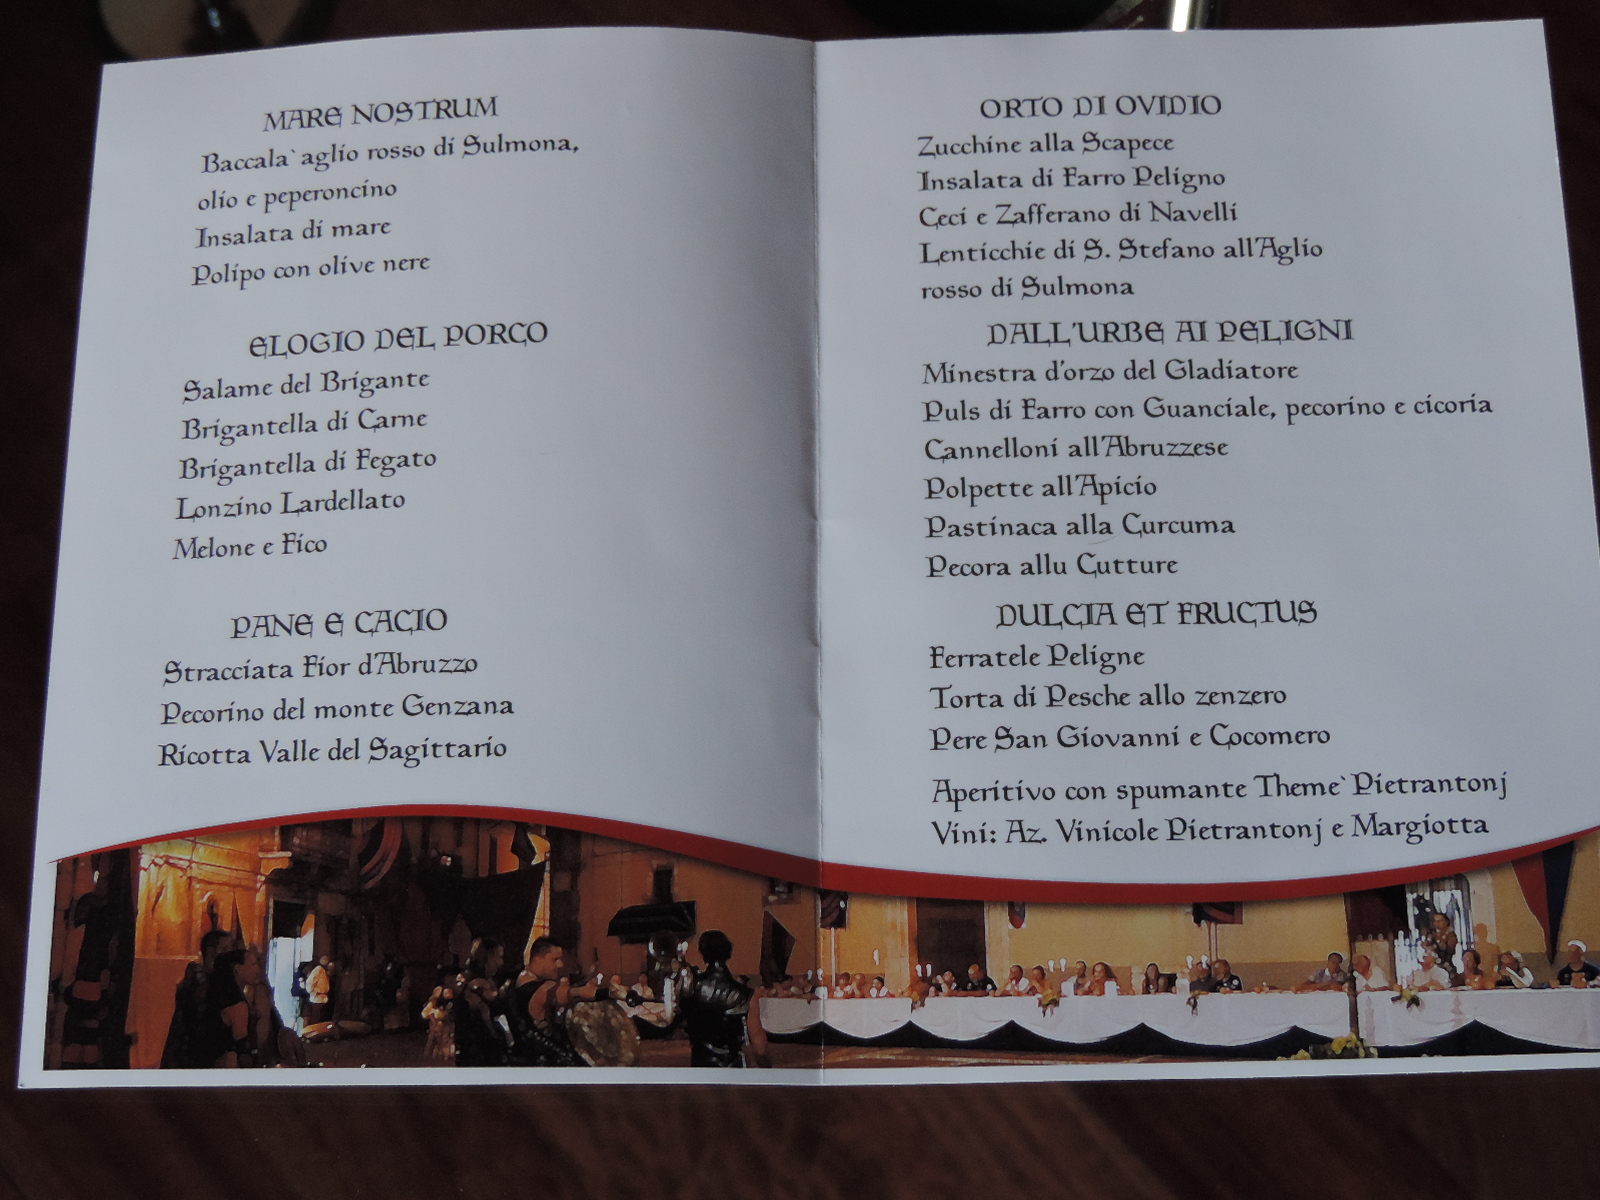 MARE NOSTRUM
Baccala` aglio rosso di Sulmona,
olio e peperoncino
Insalata di mare
Polipo con olive nere
ELOGIO DEL PORCO
Salame del Brigante
Brigantella di Carne
Brigantella di Fegato
Lonzino Lardellato
Melone e Fico
PANE E CACIO
Stracciata Fior d'Abruzzo
Pecorino del monte Genzana
Ricotta Valle del Sagittario
ORTO DI OVIDIO
Zucchine alla Scapece
Insalata di Farro Peligno
Ceci e Zafferano di Navelli
Lenticchie di S. Stefano all'Aglio
rosso di Sulmona
DALL'URBE AI PELIGNI
Minestra d'orzo del Gladiatore
Puls di Farro con Guanciale, pecorino e cicoria
Cannelloni all'Abruzzese
Polpette all'Apicio
Pastinaca alla Curcuma
Pecora allu Cutture
DULCIA ET FRUCTUS
Ferratele Peligne
Torta di Pesche allo zenzero
Pere San Giovanni e Cocomero
Aperitivo con spumante Theme` Pietrantonj
Vini: Az. Vinicole Pietrantonj e Margiotta